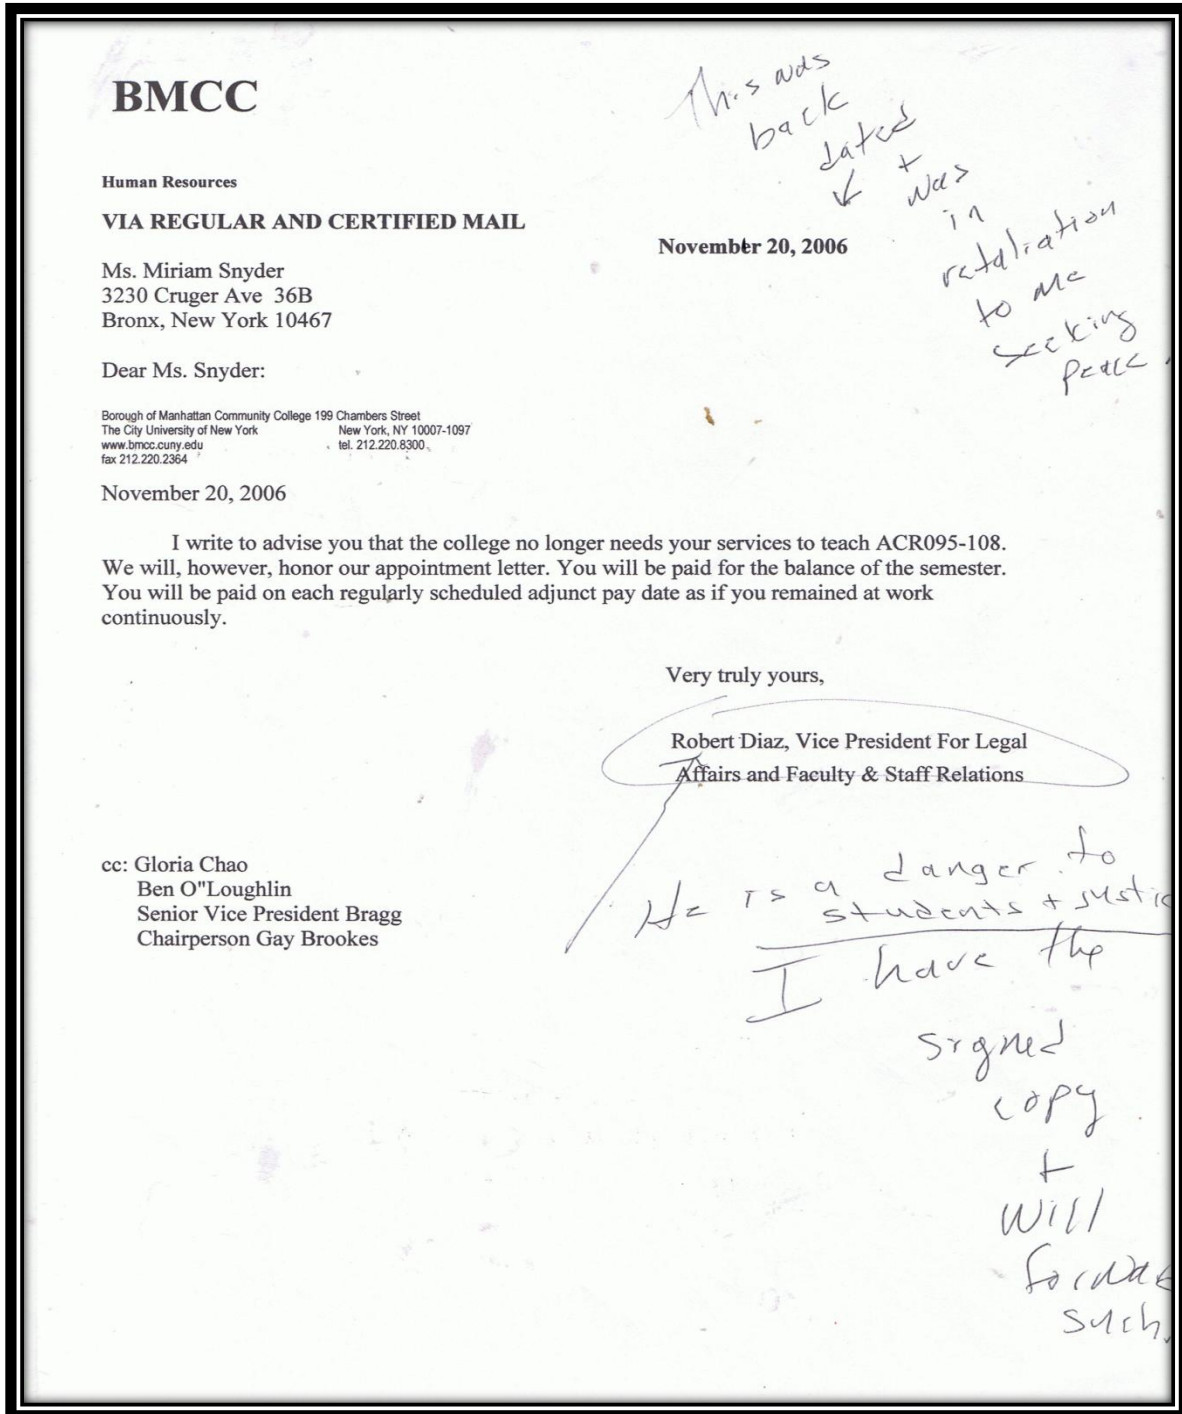 BMCC
This was
back
dated
+
was
in
retaliration
to me
seeking
peace.
Human Resources
VIA REGULAR AND CERTIFIED MAIL
November 20, 2006
Ms. Miriam Snyder
3230 Cruger Ave 36B
Bronx, New York 10467
Dear Ms. Snyder:
Borough of Manhattan Community College 199 Chambers Street
The City University of New York New York, NY 10007-1097
www.bmcc.cuny.edu tel. 212.220.8300
fax 212.220.2364
November 20, 2006
I write to advise you that the college no longer needs your services to teach ACR095-108.
We will, however, honor our appointment letter. You will be paid for the balance of the semester.
You will be paid on each regularly scheduled adjunct pay date as if you remained at work
continuously.
Very truly yours,
Robert Diaz, Vice President For Legal
Affairs and Faculty & Staff Relations
cc: Gloria Chao
Ben O"Loughlin
Senior Vice President Bragg
Chairperson Gay Brookes
He is a danger to
students + justic
I have the
signed
copy
+
will
forward
such.